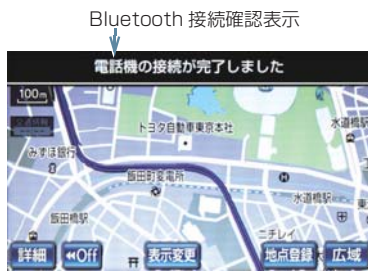 Bluetooth 接続確認表示
電話機の接続が完了しました
100m
トヨタ自動車東京本社
水道橋駅
みずほ銀行
飯田町変電所
水道橋駅
飯田橋駅
ニチレイ
詳細
◀◀Off
表示変更
地点登録
広域